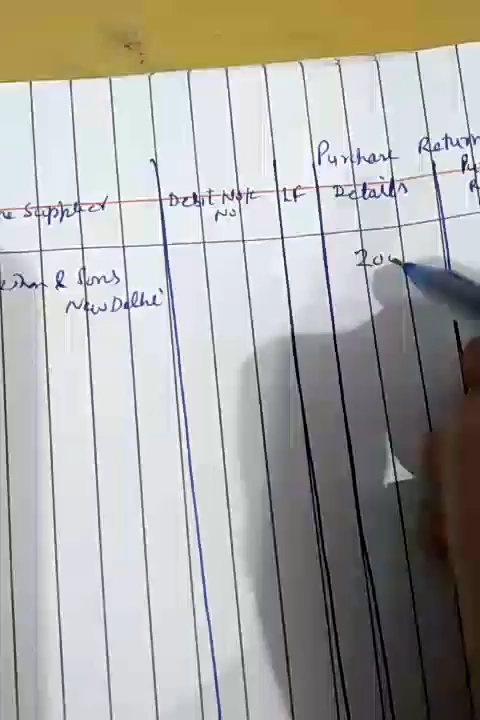 Purchase Return
Supplier Debit Note LF Details
No
& Sons 200
New Delhi